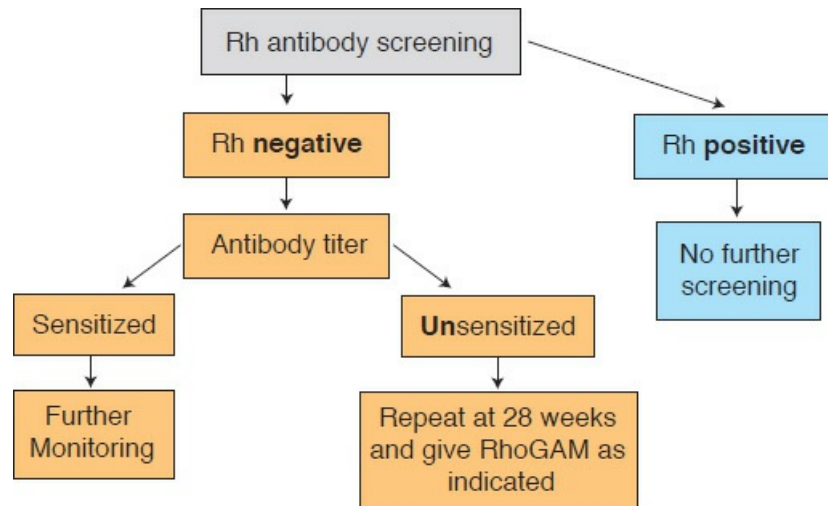 Rh antibody screening
Rh negative
Rh positive
Antibody titer
No further
screening
Sensitized
Unsensitized
Further
Monitoring
Repeat at 28 weeks
and give RhoGAM as
indicated